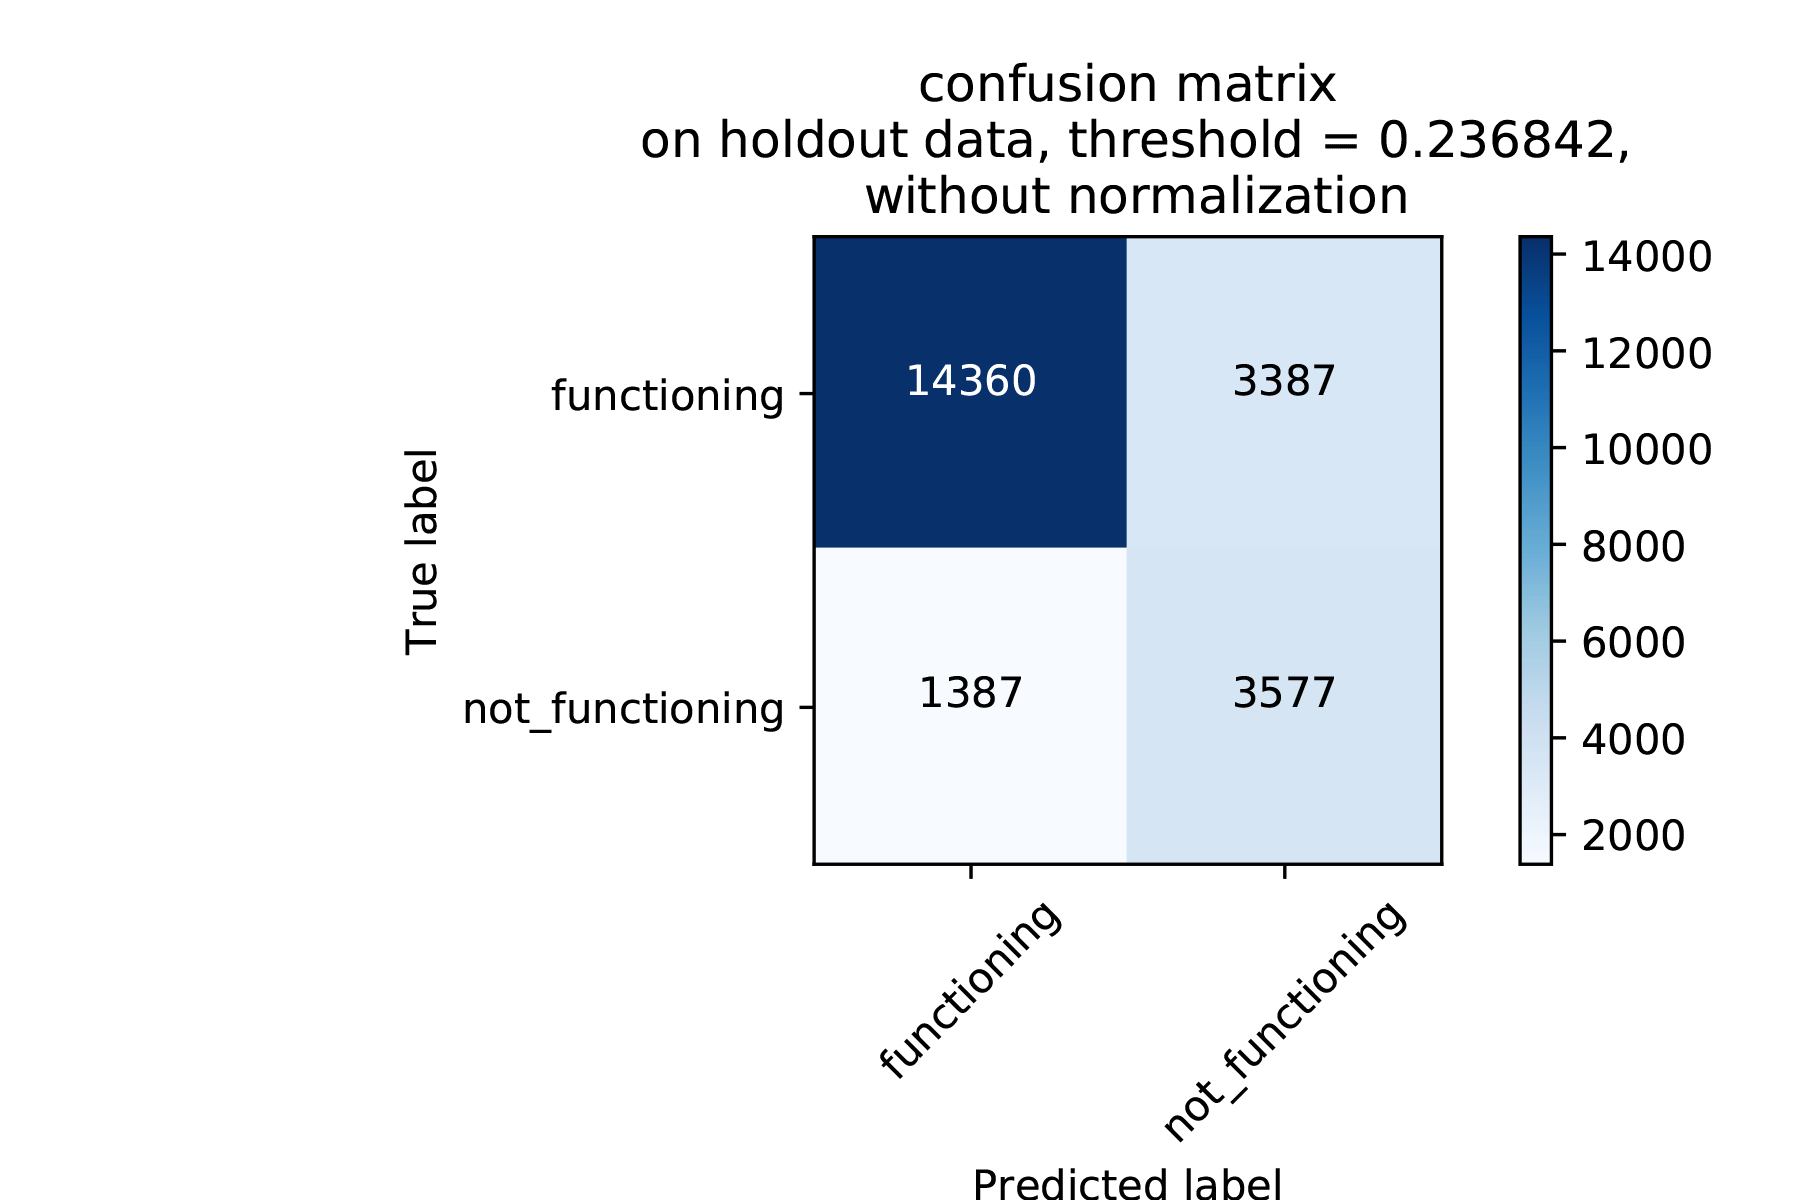 confusion matrix
on holdout data, threshold = 0.236842,
without normalization
True label
functioning
not_functioning
14360 3387
1387 3577
functioning
not_functioning
Predicted label
14000
12000
10000
8000
6000
4000
2000